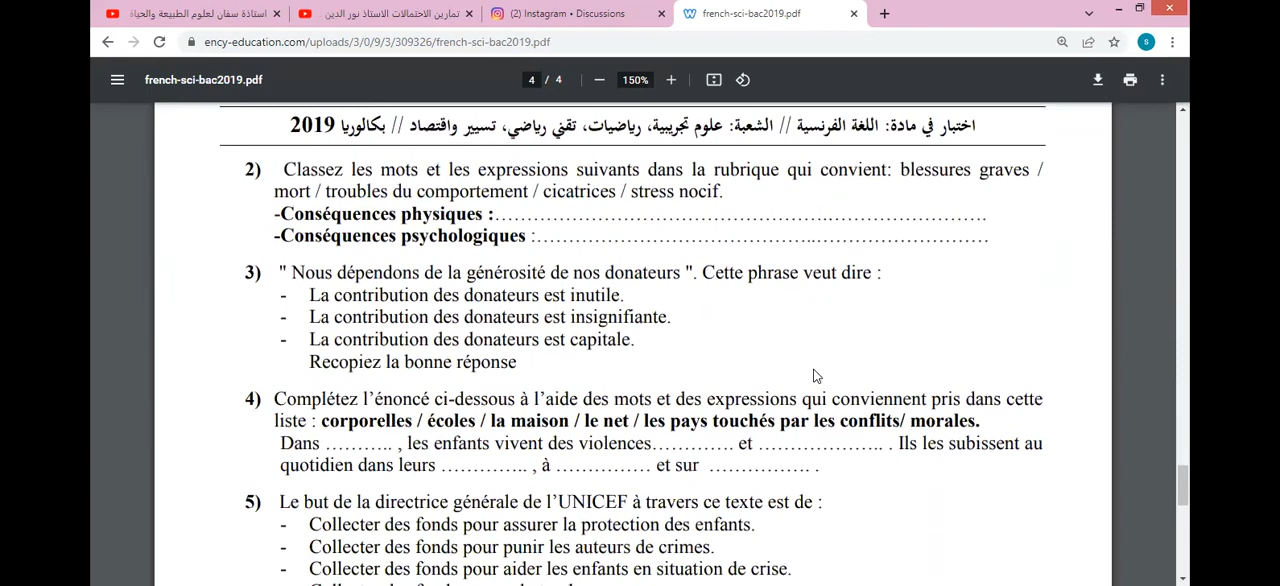 استاذة سفان لعلوم الطبيعة والحياة
تمارين الاحتمالات الاستاذ نور الدين
(2) Instagram • Discussions
french-sci-bac2019.pdf
ency-education.com/uploads/3/0/9/3/309326/french-sci-bac2019.pdf
S
french-sci-bac2019.pdf
4 / 4
150%
اختبار في مادة: اللغة الفرنسية // الشعبة: علوم تجريبية، رياضيات، تقني رياضي، تسيير واقتصاد // بكالوريا 2019
2) Classez les mots et les expressions suivants dans la rubrique qui convient: blessures graves /
mort / troubles du comportement / cicatrices / stress nocif.
-Conséquences physiques :……………………………………………..…………………….
-Conséquences psychologiques :……………………………………..………………………
3) " Nous dépendons de la générosité de nos donateurs ". Cette phrase veut dire :
- La contribution des donateurs est inutile.
- La contribution des donateurs est insignifiante.
- La contribution des donateurs est capitale.
Recopiez la bonne réponse
4) Complétez l’énoncé ci-dessous à l’aide des mots et des expressions qui conviennent pris dans cette
liste : corporelles / écoles / la maison / le net / les pays touchés par les conflits/ morales.
Dans ……….. , les enfants vivent des violences…………. et ……………….. . Ils les subissent au
quotidien dans leurs ………….. , à …………… et sur ……………. .
5) Le but de la directrice générale de l’UNICEF à travers ce texte est de :
- Collecter des fonds pour assurer la protection des enfants.
- Collecter des fonds pour punir les auteurs de crimes.
- Collecter des fonds pour aider les enfants en situation de crise.